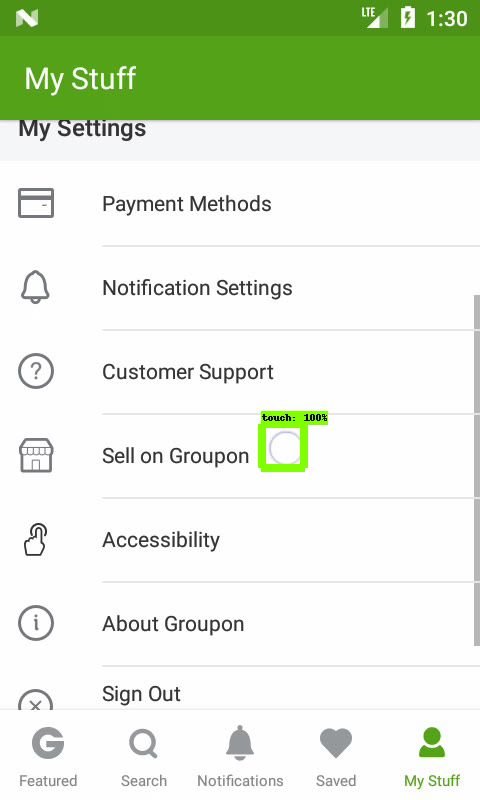 LTE
1:30
My Stuff
My Settings
Payment Methods
Notification Settings
Customer Support
touch: 100%
Sell on Groupon
Accessibility
About Groupon
Sign Out
Featured
Search
Notifications
Saved
My Stuff